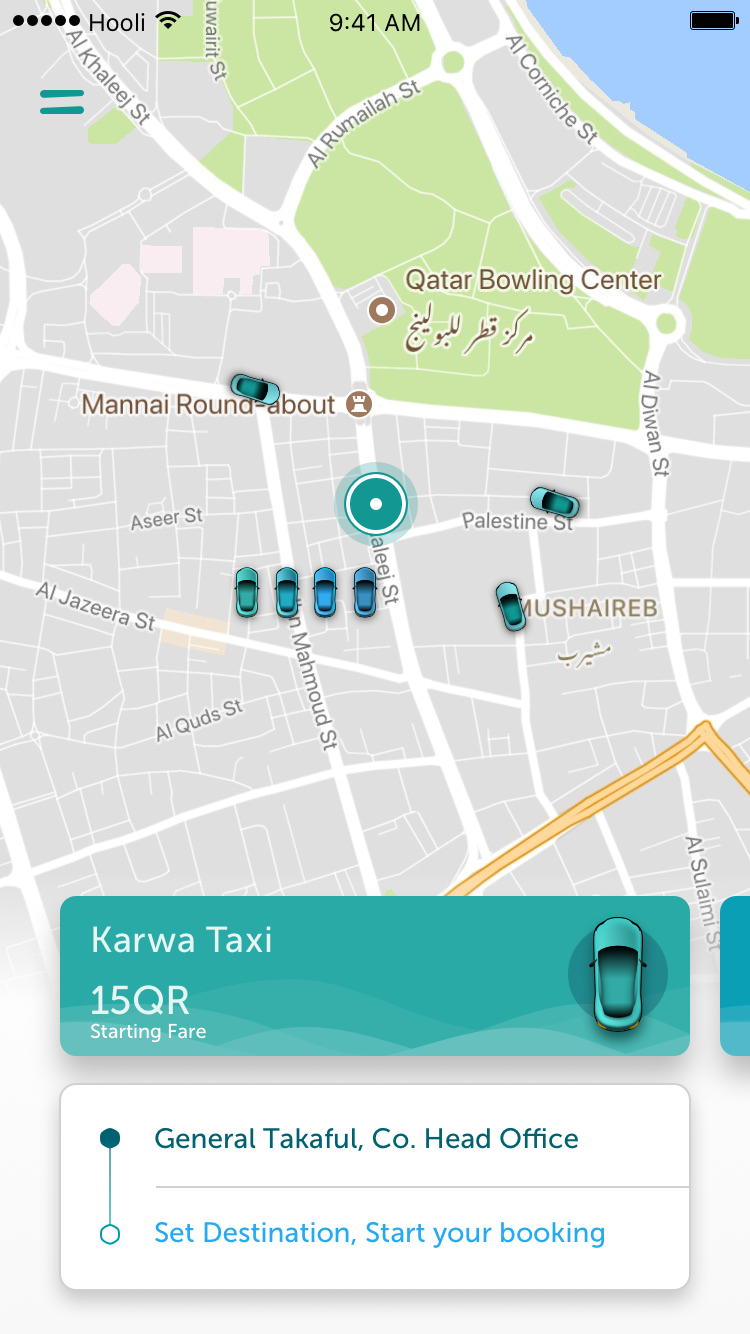 Hooli
9:41 AM
Al Khaleej St
uwairit St
Al Rumailah St
Al Corniche St
Qatar Bowling Center
مركز قطر للبولينج
Mannai Round-about
Al Diwan St
Aseer St
Palestine St
aleej St
Al Jazeera St
MUSHAIREB
مشيرب
n Mahmoud St
Al Quds St
Al Sulaimi St
Karwa Taxi
15QR
Starting Fare
General Takaful, Co. Head Office
Set Destination, Start your booking